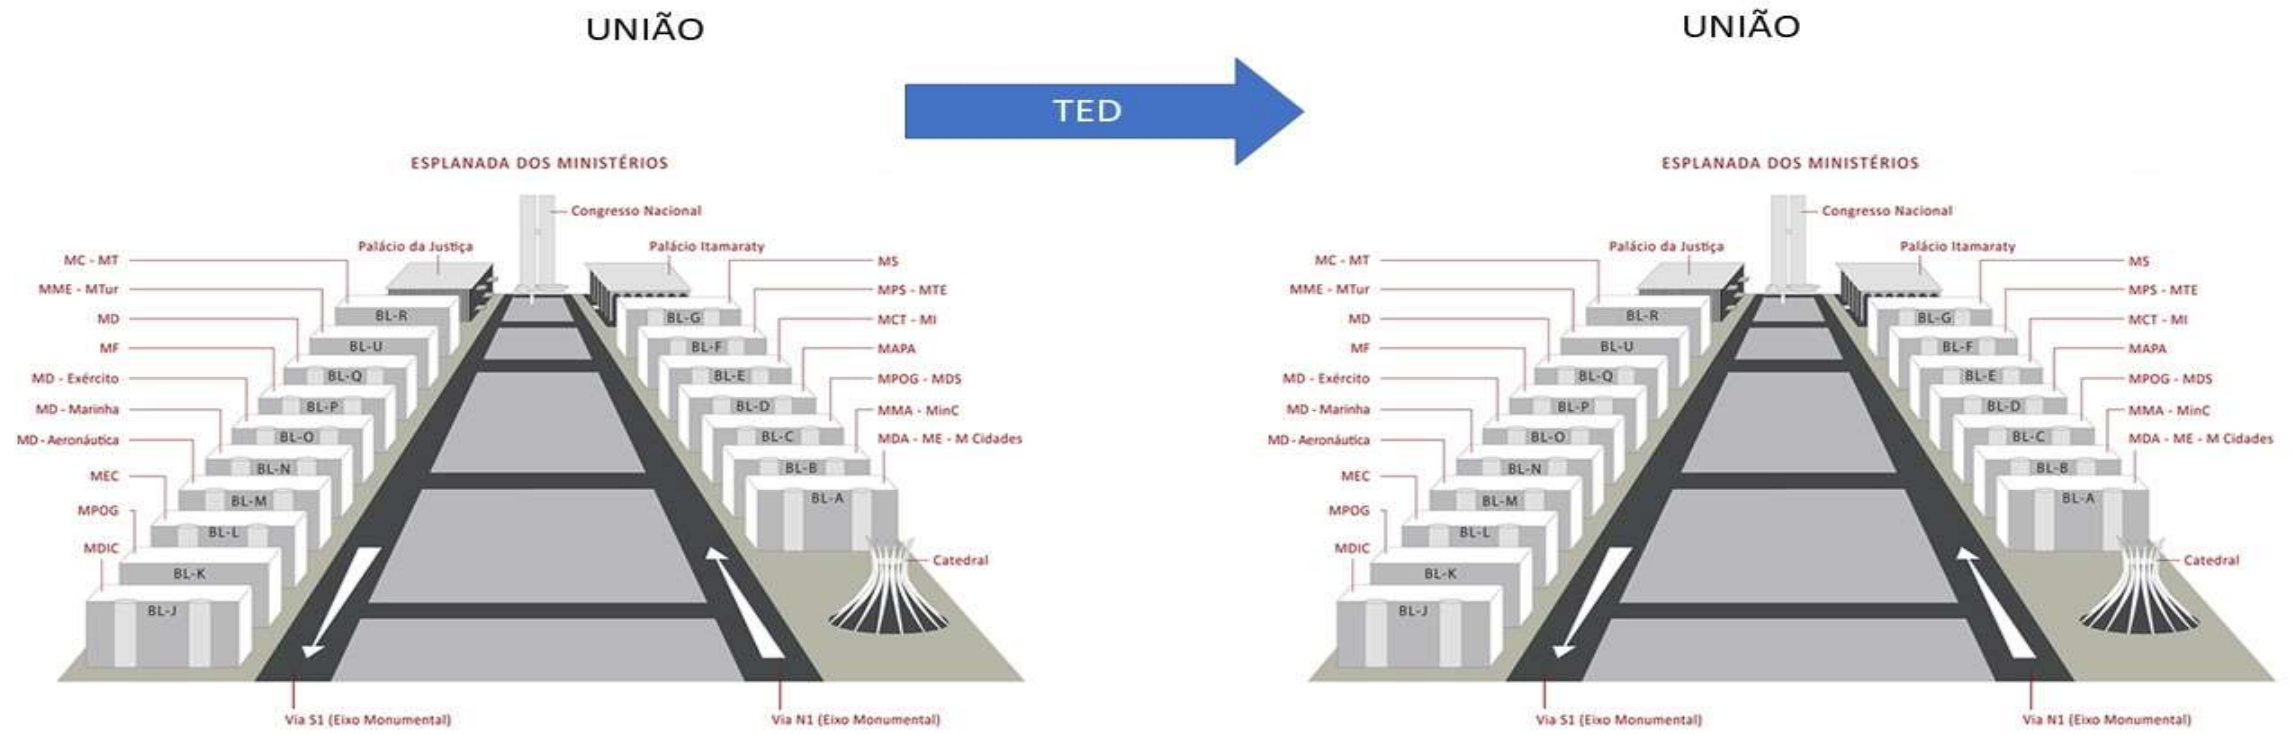 UNIÃO
UNIÃO
TED
ESPLANADA DOS MINISTÉRIOS
Congresso Nacional
Palácio da Justiça
Palácio Itamaraty
MC - MT
MME - MTur
MD
MF
MD - Exército
MD - Marinha
MD - Aeronáutica
MEC
MPOG
MDIC
BL-R
BL-U
BL-Q
BL-P
BL-O
BL-N
BL-M
BL-L
BL-K
BL-J
BL-G
BL-F
BL-E
BL-D
BL-C
BL-B
BL-A
MS
MPS - MTE
MCT - MI
MAPA
MPOG - MDS
MMA - MinC
MDA - ME - M Cidades
Catedral
Via S1 (Eixo Monumental)
Via N1 (Eixo Monumental)
ESPLANADA DOS MINISTÉRIOS
Congresso Nacional
Palácio da Justiça
Palácio Itamaraty
MC - MT
MME - MTur
MD
MF
MD - Exército
MD - Marinha
MD - Aeronáutica
MEC
MPOG
MDIC
BL-R
BL-U
BL-Q
BL-P
BL-O
BL-N
BL-M
BL-L
BL-K
BL-J
BL-G
BL-F
BL-E
BL-D
BL-C
BL-B
BL-A
MS
MPS - MTE
MCT - MI
MAPA
MPOG - MDS
MMA - MinC
MDA - ME - M Cidades
Catedral
Via S1 (Eixo Monumental)
Via N1 (Eixo Monumental)